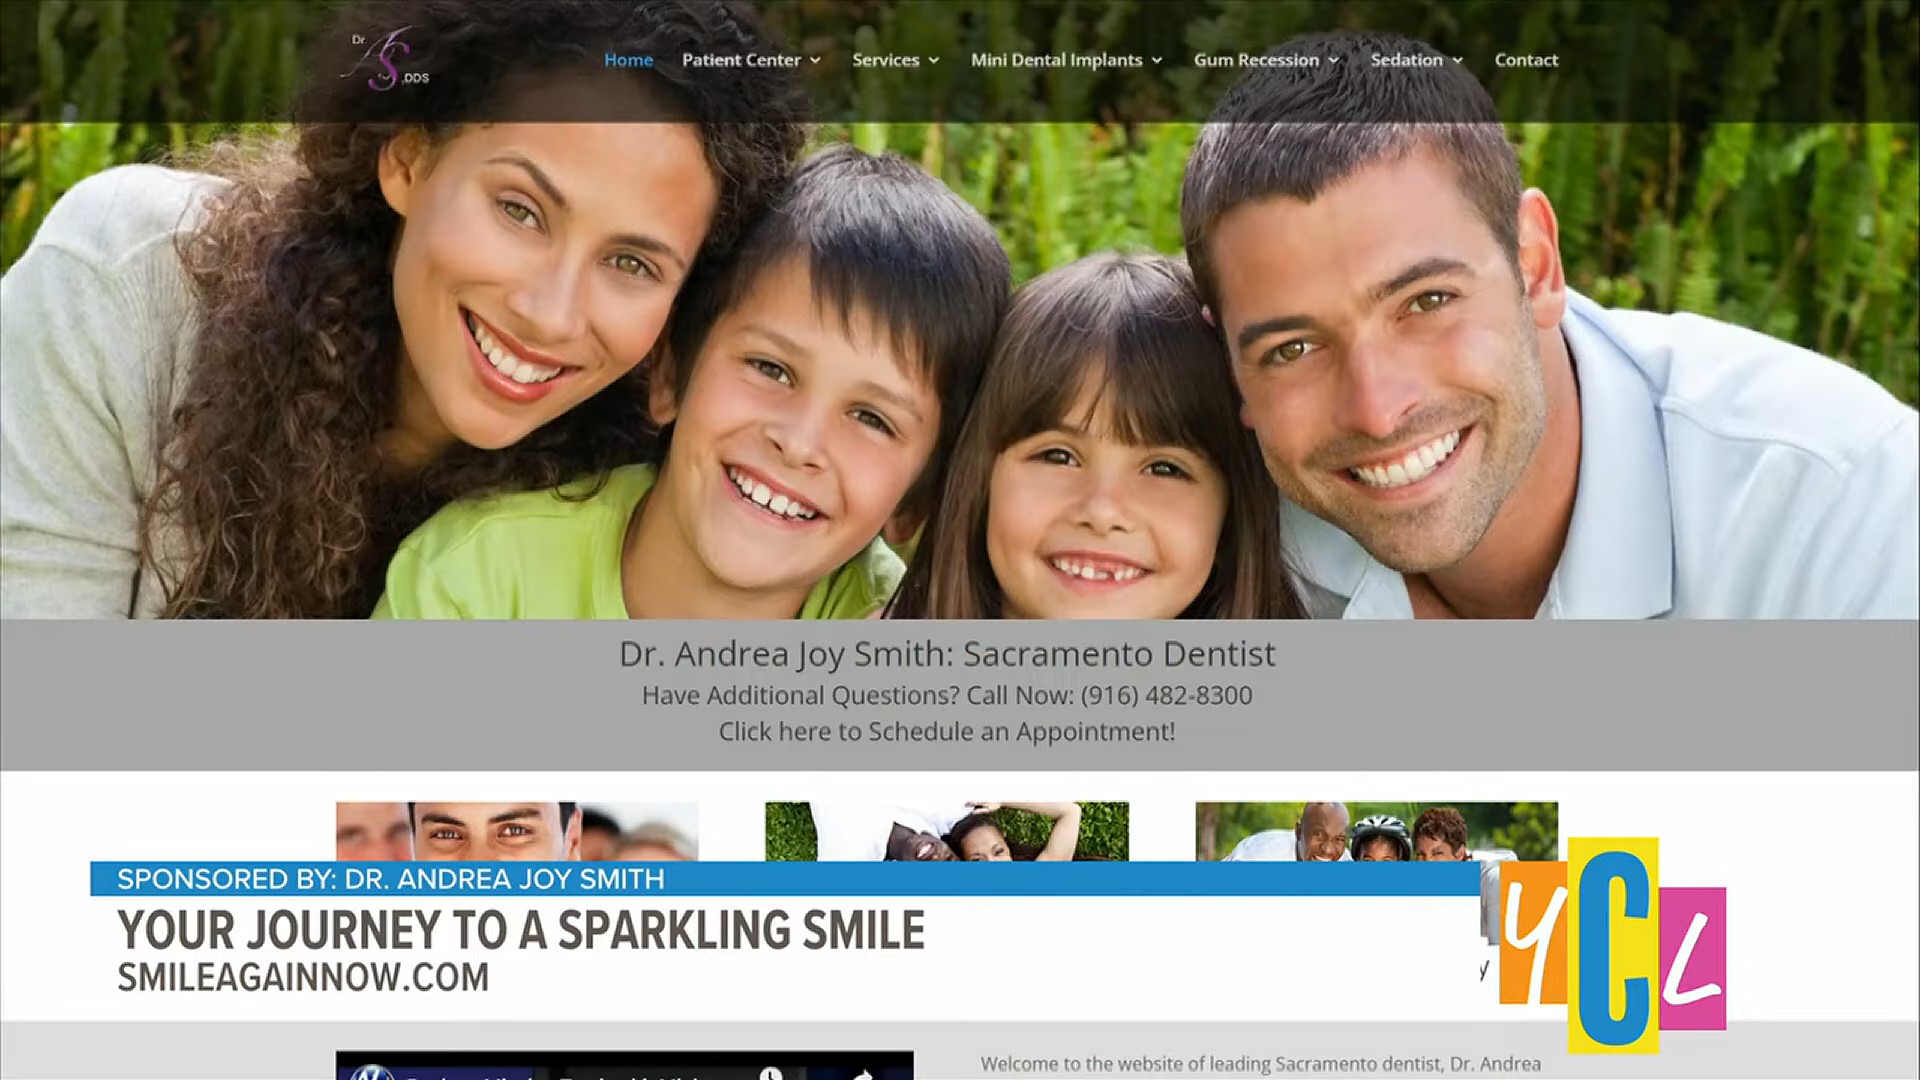 Dr.
,DDS
Home Patient Center Services Mini Dental Implants Gum Recession Sedation Contact
Dr. Andrea Joy Smith: Sacramento Dentist
Have Additional Questions? Call Now: (916) 482-8300
Click here to Schedule an Appointment!
SPONSORED BY: DR. ANDREA JOY SMITH
YOUR JOURNEY TO A SPARKLING SMILE
SMILEAGAINNOW.COM
y
YCL
Welcome to the website of leading Sacramento dentist, Dr. Andrea